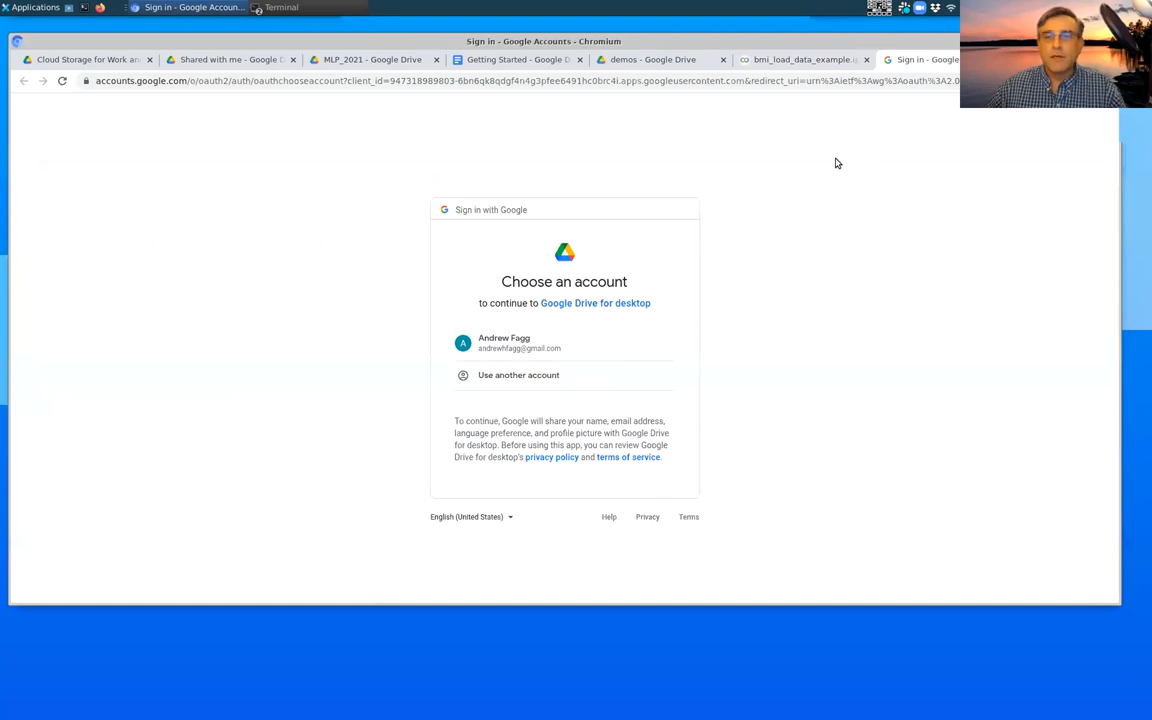 Applications
Sign in - Google Accoun...
Terminal
Sign in - Google Accounts - Chromium
Cloud Storage for Work an
Shared with me - Google D
MLP_2021 - Google Drive
Getting Started - Google D
demos - Google Drive
bmi_load_data_example.i
Sign in - Google
accounts.google.com/o/oauth2/auth/oauthchooseaccount?client_id=947318989803-6bn6qk8qdgf4n4g3pfee6491hc0brc4i.apps.googleusercontent.com&redirect_uri=urn%3Aietf%3Awg%3Aoauth%3A2.0
Sign in with Google
Choose an account
to continue to Google Drive for desktop
A
Andrew Fagg
andrewhfagg@gmail.com
Use another account
To continue, Google will share your name, email address,
language preference, and profile picture with Google Drive
for desktop. Before using this app, you can review Google
Drive for desktop's privacy policy and terms of service.
English (United States)
Help
Privacy
Terms